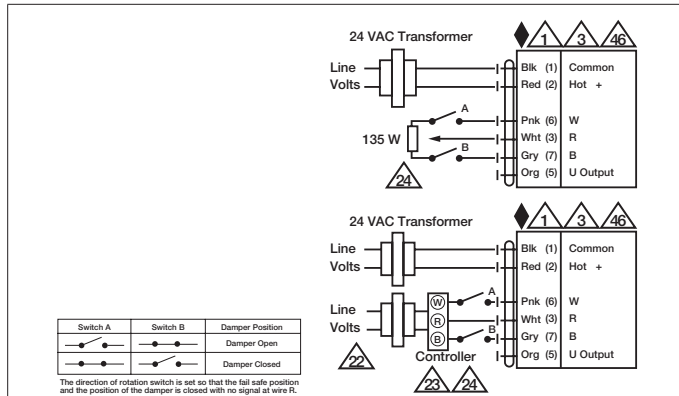 1 3 46
24 VAC Transformer
Line
Volts
Blk (1) Common
Red (2) Hot +
A
Pnk (6) W
135 W
Wht (3) R
B
Gry (7) B
Org (5) U Output
24
1 3 46
24 VAC Transformer
Line
Volts
Blk (1) Common
Red (2) Hot +
A
Line
Volts
W
R
B
Pnk (6) W
Wht (3) R
B
Gry (7) B
Org (5) U Output
22
Controller
23 24
Switch A Switch B Damper Position
Damper Open
Damper Closed
The direction of rotation switch is set so that the fail safe position
and the position of the damper is closed with no signal at wire R.